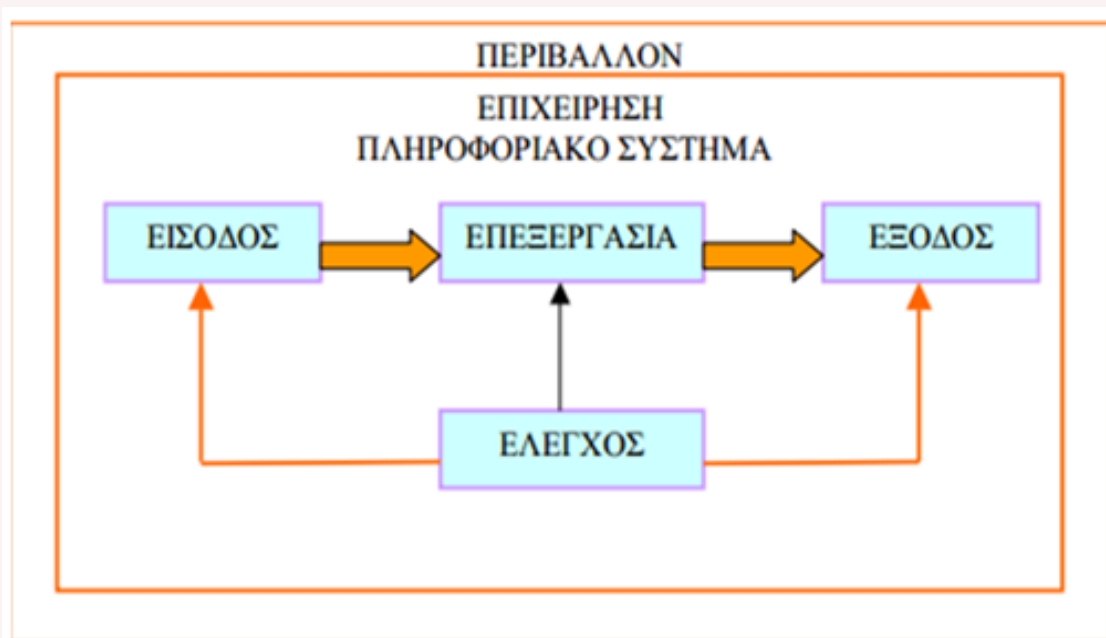 ΠΕΡΙΒΑΛΛΟΝ
ΕΠΙΧΕΙΡΗΣΗ
ΠΛΗΡΟΦΟΡΙΑΚΟ ΣΥΣΤΗΜΑ
ΕΙΣΟΔΟΣ
ΕΠΕΞΕΡΓΑΣΙΑ
ΕΞΟΔΟΣ
ΕΛΕΓΧΟΣ